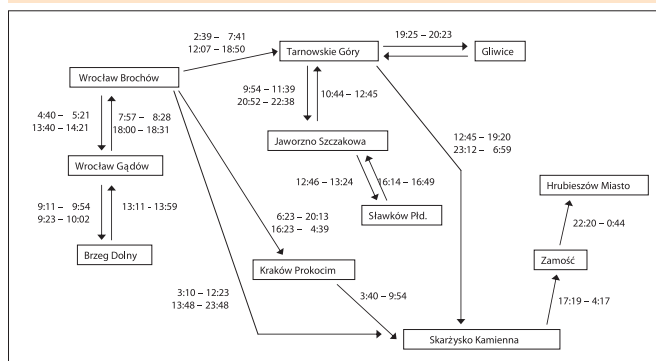 19:25 – 20:23
2:39 – 7:41
12:07 – 18:50
Tarnowskie Góry
Gliwice
Wrocław Brochów
9:54 – 11:39
20:52 – 22:38
10:44 – 12:45
4:40 – 5:21
13:40 – 14:21
7:57 – 8:28
18:00 – 18:31
Jaworzno Szczakowa
12:45 – 19:20
23:12 – 6:59
Wrocław Gądów
12:46 – 13:24
16:14 – 16:49
Hrubieszów Miasto
9:11 – 9:54
9:23 – 10:02
13:11 – 13:59
6:23 – 20:13
16:23 – 4:39
Sławków Płd.
22:20 – 0:44
Brzeg Dolny
Kraków Prokocim
Zamość
3:10 – 12:23
13:48 – 23:48
3:40 – 9:54
17:19 – 4:17
Skarżysko Kamienna